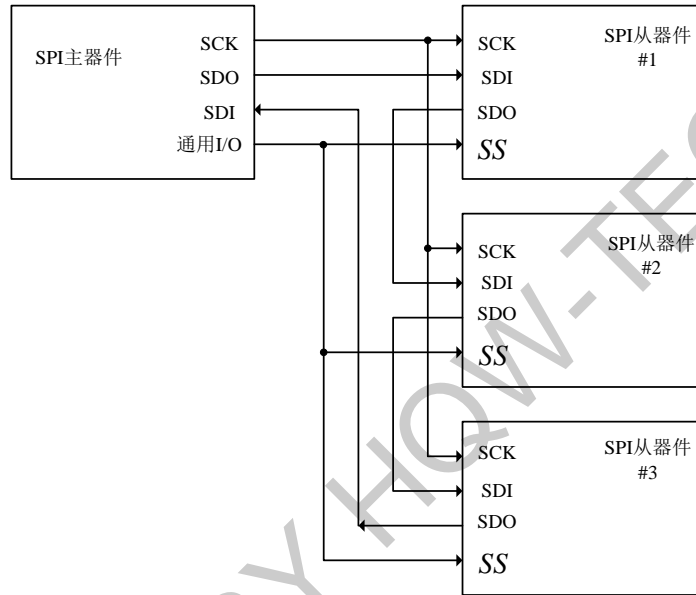 SPI主器件
SCK
SDO
SDI
通用I/O
SPI从器件
#1
SCK
SDI
SDO
SS
SPI从器件
#2
SCK
SDI
SDO
SS
SPI从器件
#3
SCK
SDI
SDO
SS
HQW-TES